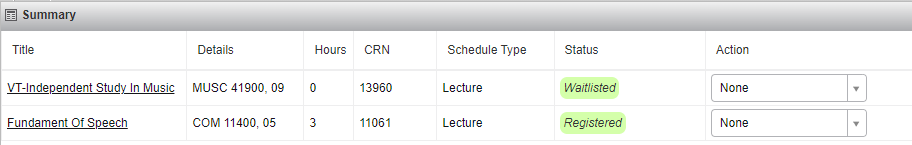 Summary
Title Details Hours CRN Schedule Type Status Action
VT-Independent Study In Music MUSC 41900, 09 0 13960 Lecture Waitlisted None
Fundament Of Speech COM 11400, 05 3 11061 Lecture Registered None